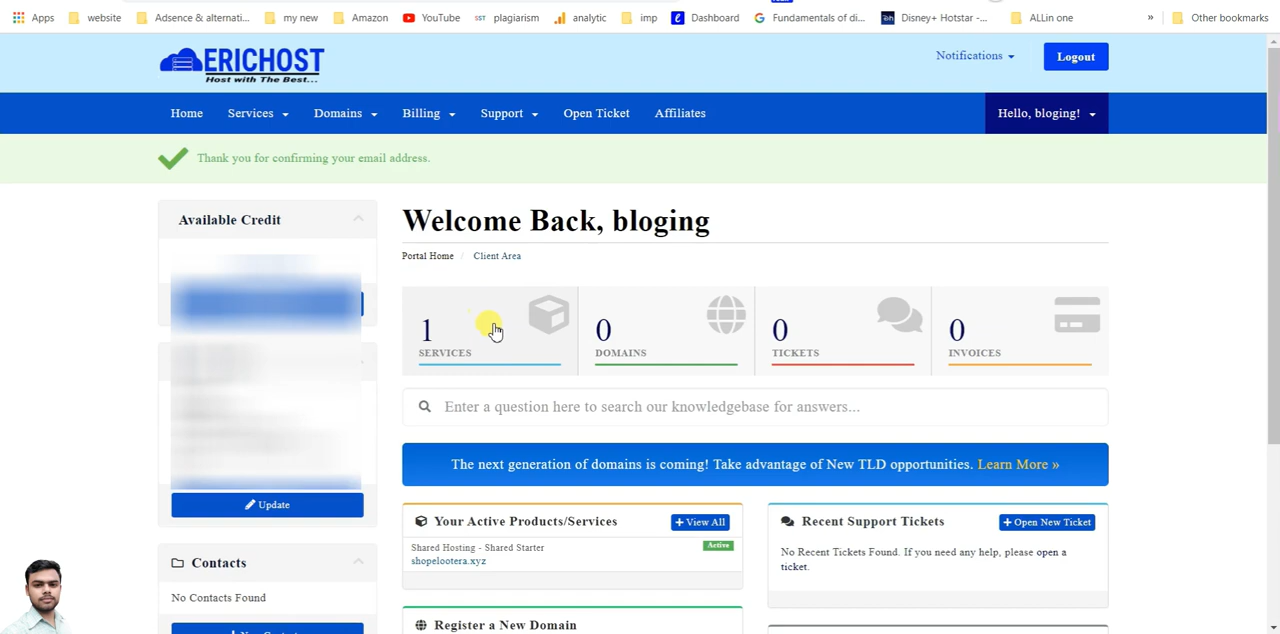 Apps
website
Adsence & alternati...
my new
Amazon
YouTube
SST plagiarism
analytic
imp
Dashboard
Fundamentals of di...
Disney+ Hotstar -...
ALLin one
»
Other bookmarks
ERICHOST
Host with The Best...
Notifications
Logout
Home
Services
Domains
Billing
Support
Open Ticket
Affiliates
Hello, bloging!
Thank you for confirming your email address.
Available Credit
Welcome Back, bloging
Portal Home / Client Area
1
SERVICES
0
DOMAINS
0
TICKETS
0
INVOICES
Enter a question here to search our knowledgebase for answers...
The next generation of domains is coming! Take advantage of New TLD opportunities. Learn More »
Update
Your Active Products/Services
+ View All
Shared Hosting - Shared Starter
Active
shopelootera.xyz
Recent Support Tickets
+ Open New Ticket
No Recent Tickets Found. If you need any help, please open a
ticket.
Contacts
No Contacts Found
Register a New Domain